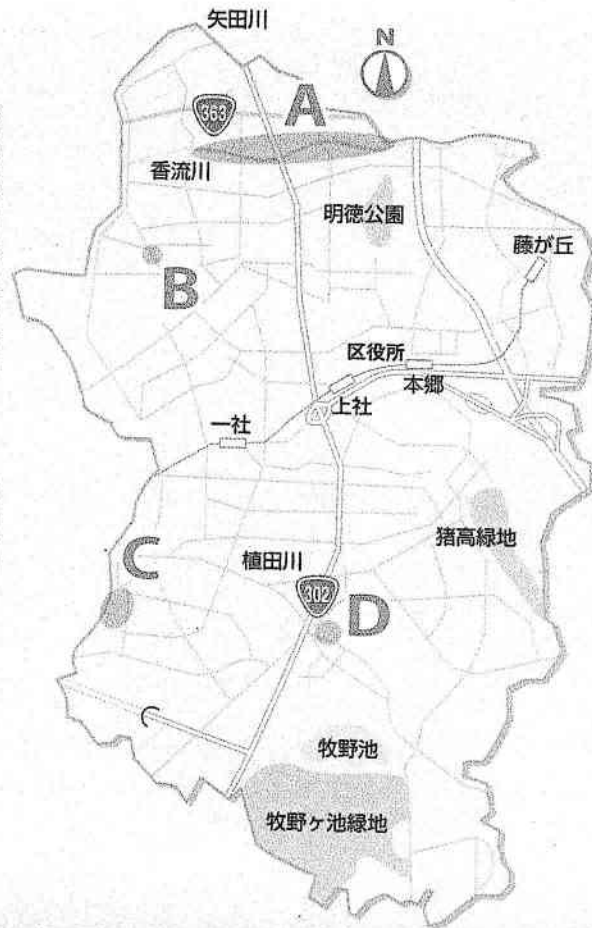 矢田川
N
363
A
香流川
明徳公園
藤が丘
B
区役所
本郷
上社
一社
猪高緑地
C
植田川
302
D
牧野池
牧野ヶ池緑地